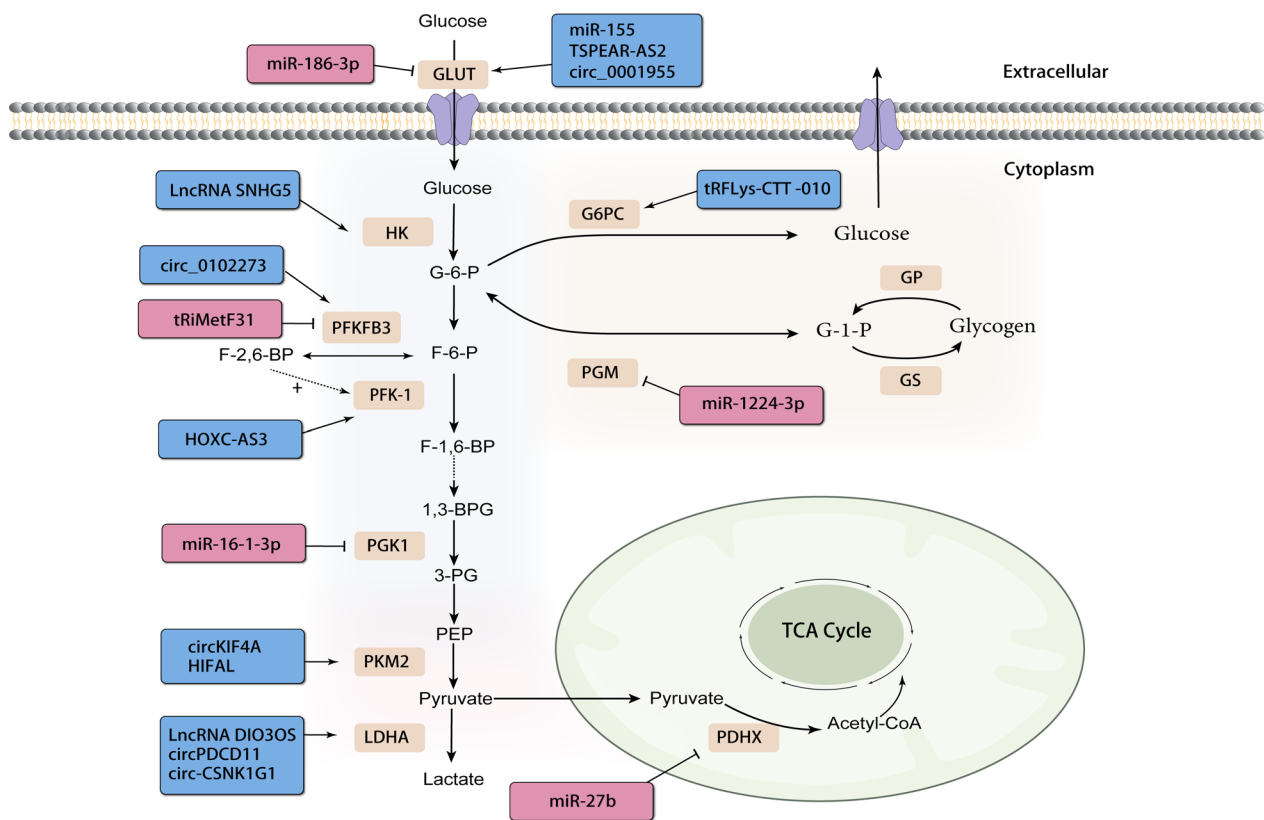 Glucose
miR-186-3p
GLUT
miR-155
TSPEAR-AS2
circ_0001955
Extracellular
Cytoplasm
LncRNA SNHG5
Glucose
HK
G6PC
tRFLys-CTT -010
Glucose
circ_0102273
G-6-P
GP
tRiMetF31
PFKFB3
G-1-P
Glycogen
F-2,6-BP
F-6-P
PGM
GS
+
PFK-1
miR-1224-3p
HOXC-AS3
F-1,6-BP
1,3-BPG
miR-16-1-3p
PGK1
3-PG
circKIF4A
HIFAL
PEP
PKM2
TCA Cycle
Pyruvate
Pyruvate
Acetyl-CoA
LncRNA DIO3OS
circPDCD11
circ-CSNK1G1
LDHA
PDHX
Lactate
miR-27b